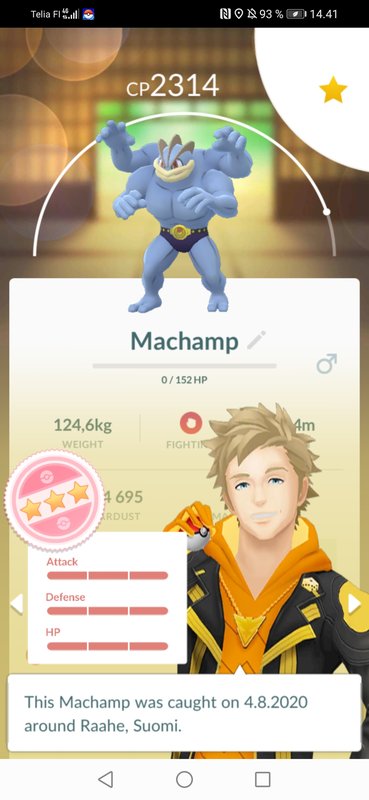 Telia FI 4G 93 % 14.41
CP2314
Machamp
0 / 152 HP
124,6kg
4m
WEIGHT
FIGHTIN
4 695
ARDUST
Attack
Defense
HP
This Machamp was caught on 4.8.2020
around Raahe, Suomi.